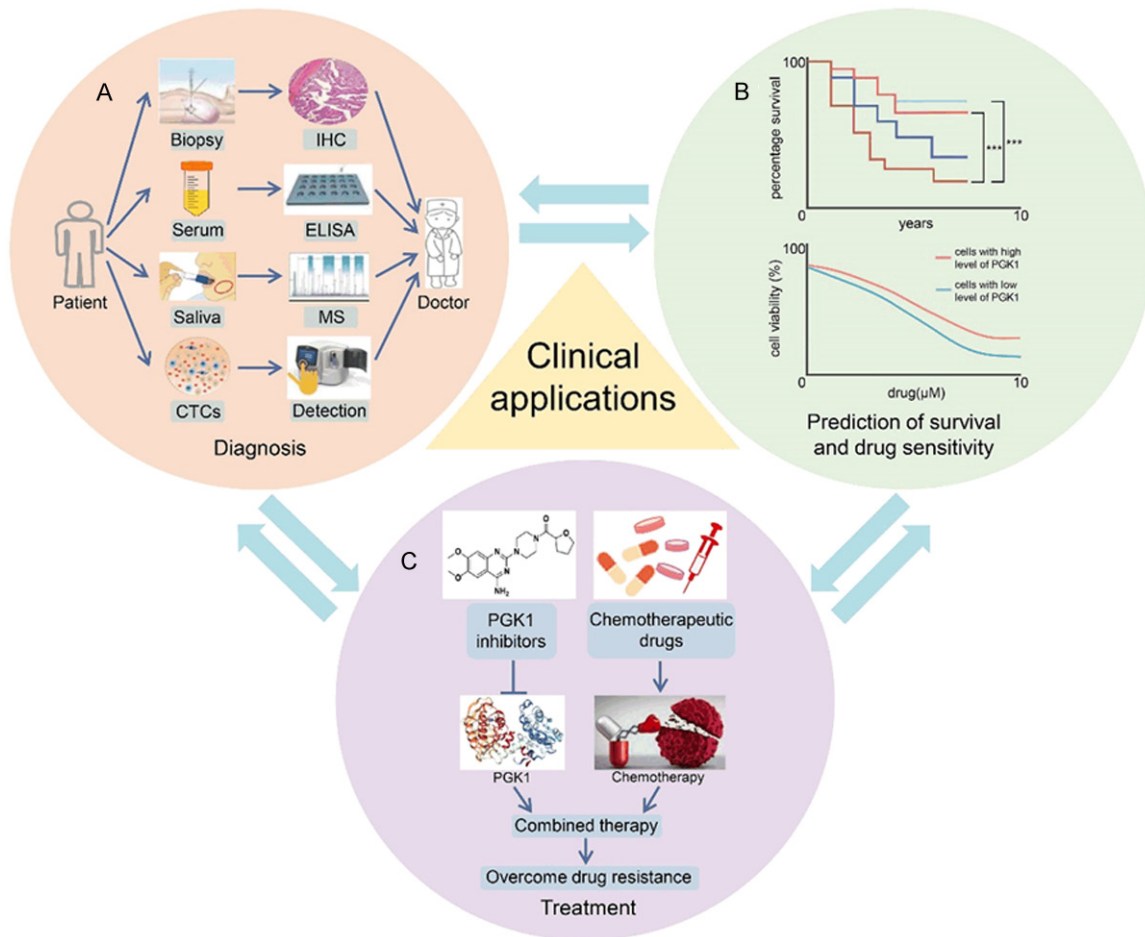 A
Biopsy
IHC
Serum
ELISA
Patient
Saliva
MS
Doctor
CTCs
Detection
Diagnosis
B
100
percentage survival
***
***
0
years
10
100
cell viability (%)
cells with high
level of PGK1
cells with low
level of PGK1
0
drug(µM)
10
Prediction of survival
and drug sensitivity
Clinical
applications
C
O
O
N
N
N
O
O
N
NH2
PGK1
inhibitors
Chemotherapeutic
drugs
PGK1
Chemotherapy
Combined therapy
Overcome drug resistance
Treatment